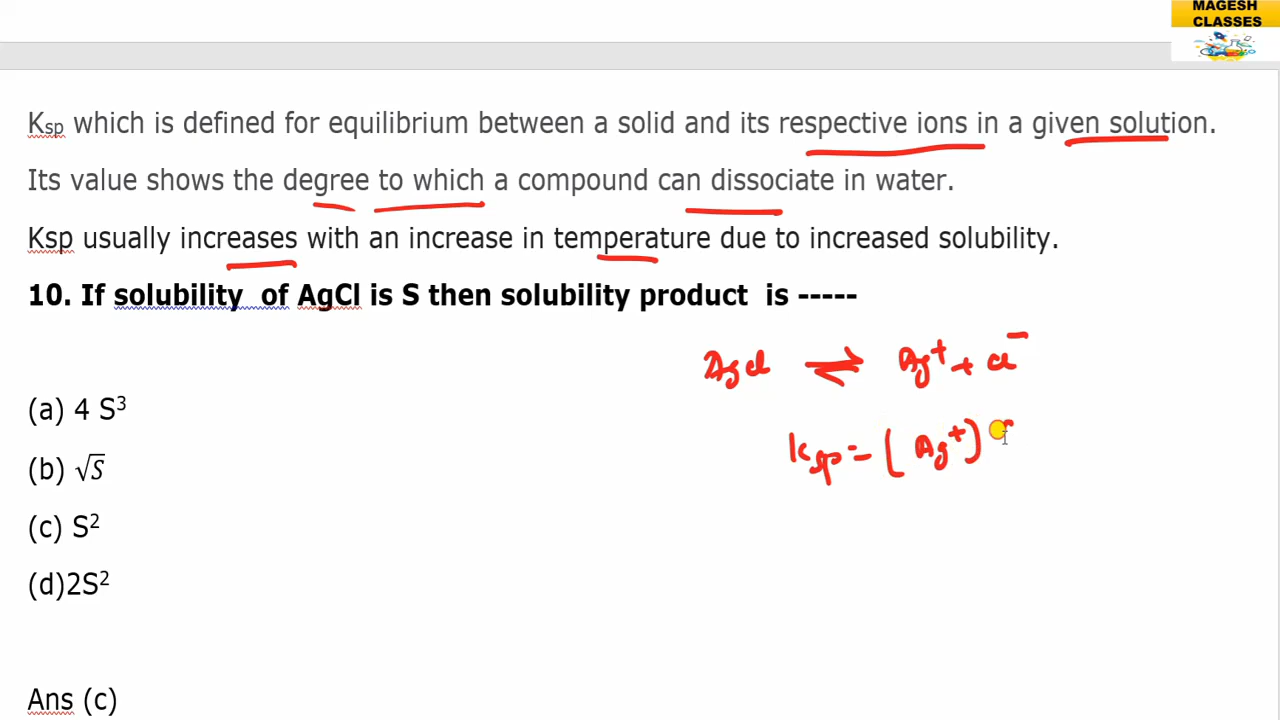 MAGESH
CLASSES
Ksp which is defined for equilibrium between a solid and its respective ions in a given solution.
Its value shows the degree to which a compound can dissociate in water.
Ksp usually increases with an increase in temperature due to increased solubility.
10. If solubility of AgCl is S then solubility product is -----
AgCl ⇌ Ag⁺ + Cl⁻
(a) 4 S³
Ksp = [Ag⁺]
(b) √S
(c) S²
(d)2S²
Ans (c)